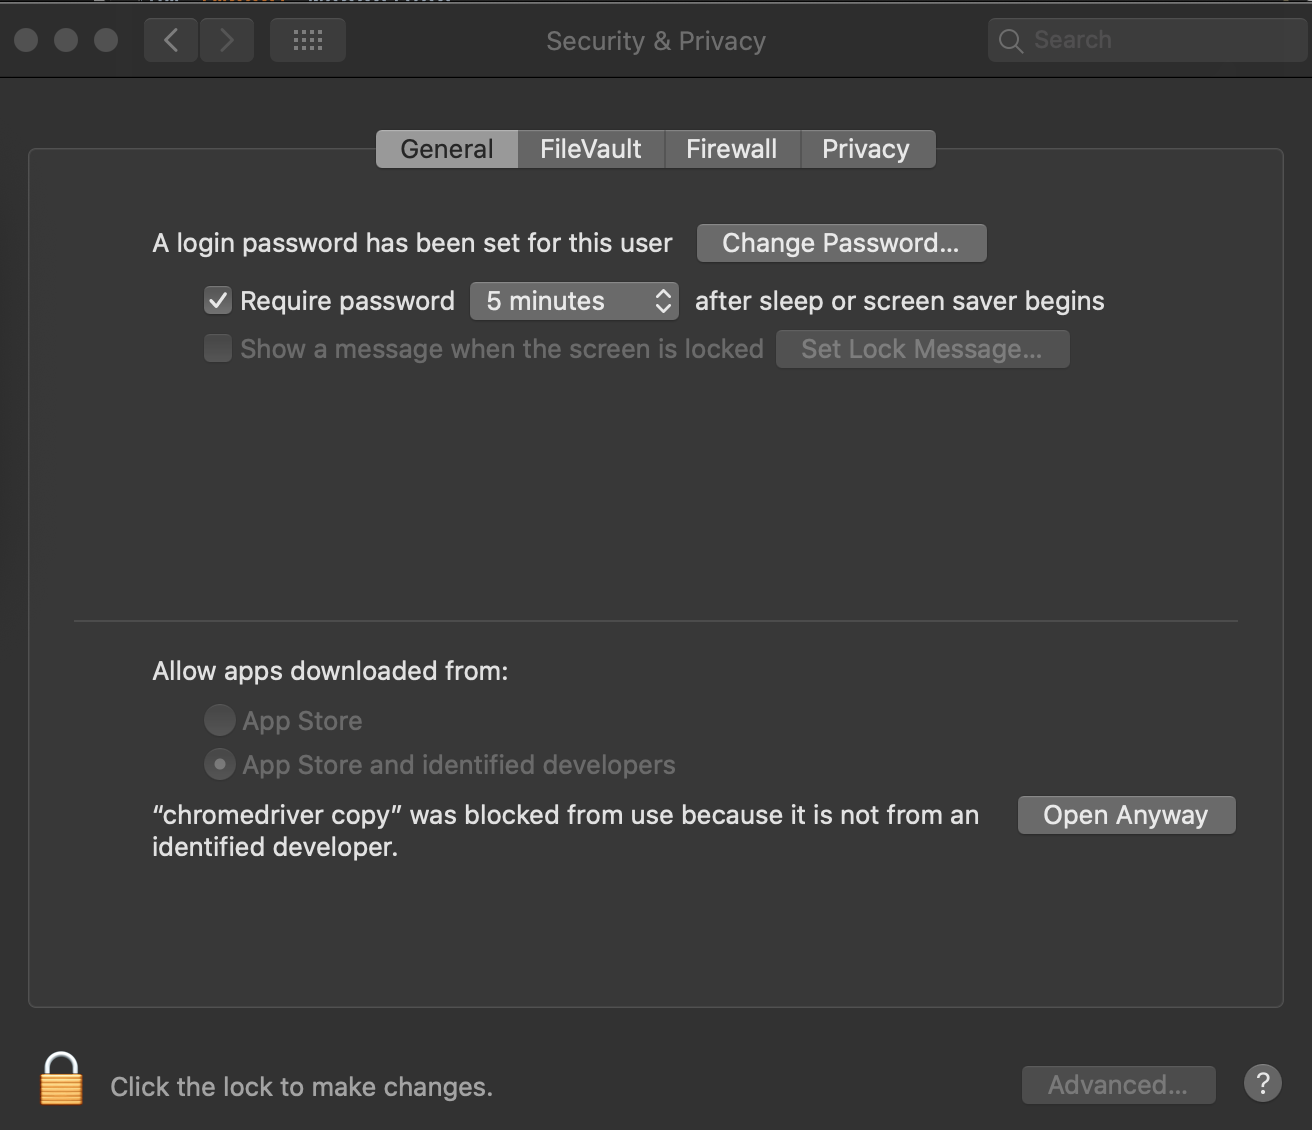 Security & Privacy
Search
General
FileVault
Firewall
Privacy
A login password has been set for this user
Change Password...
Require password
5 minutes
after sleep or screen saver begins
Show a message when the screen is locked
Set Lock Message...
Allow apps downloaded from:
App Store
App Store and identified developers
“chromedriver copy” was blocked from use because it is not from an
identified developer.
Open Anyway
Click the lock to make changes.
Advanced...
?